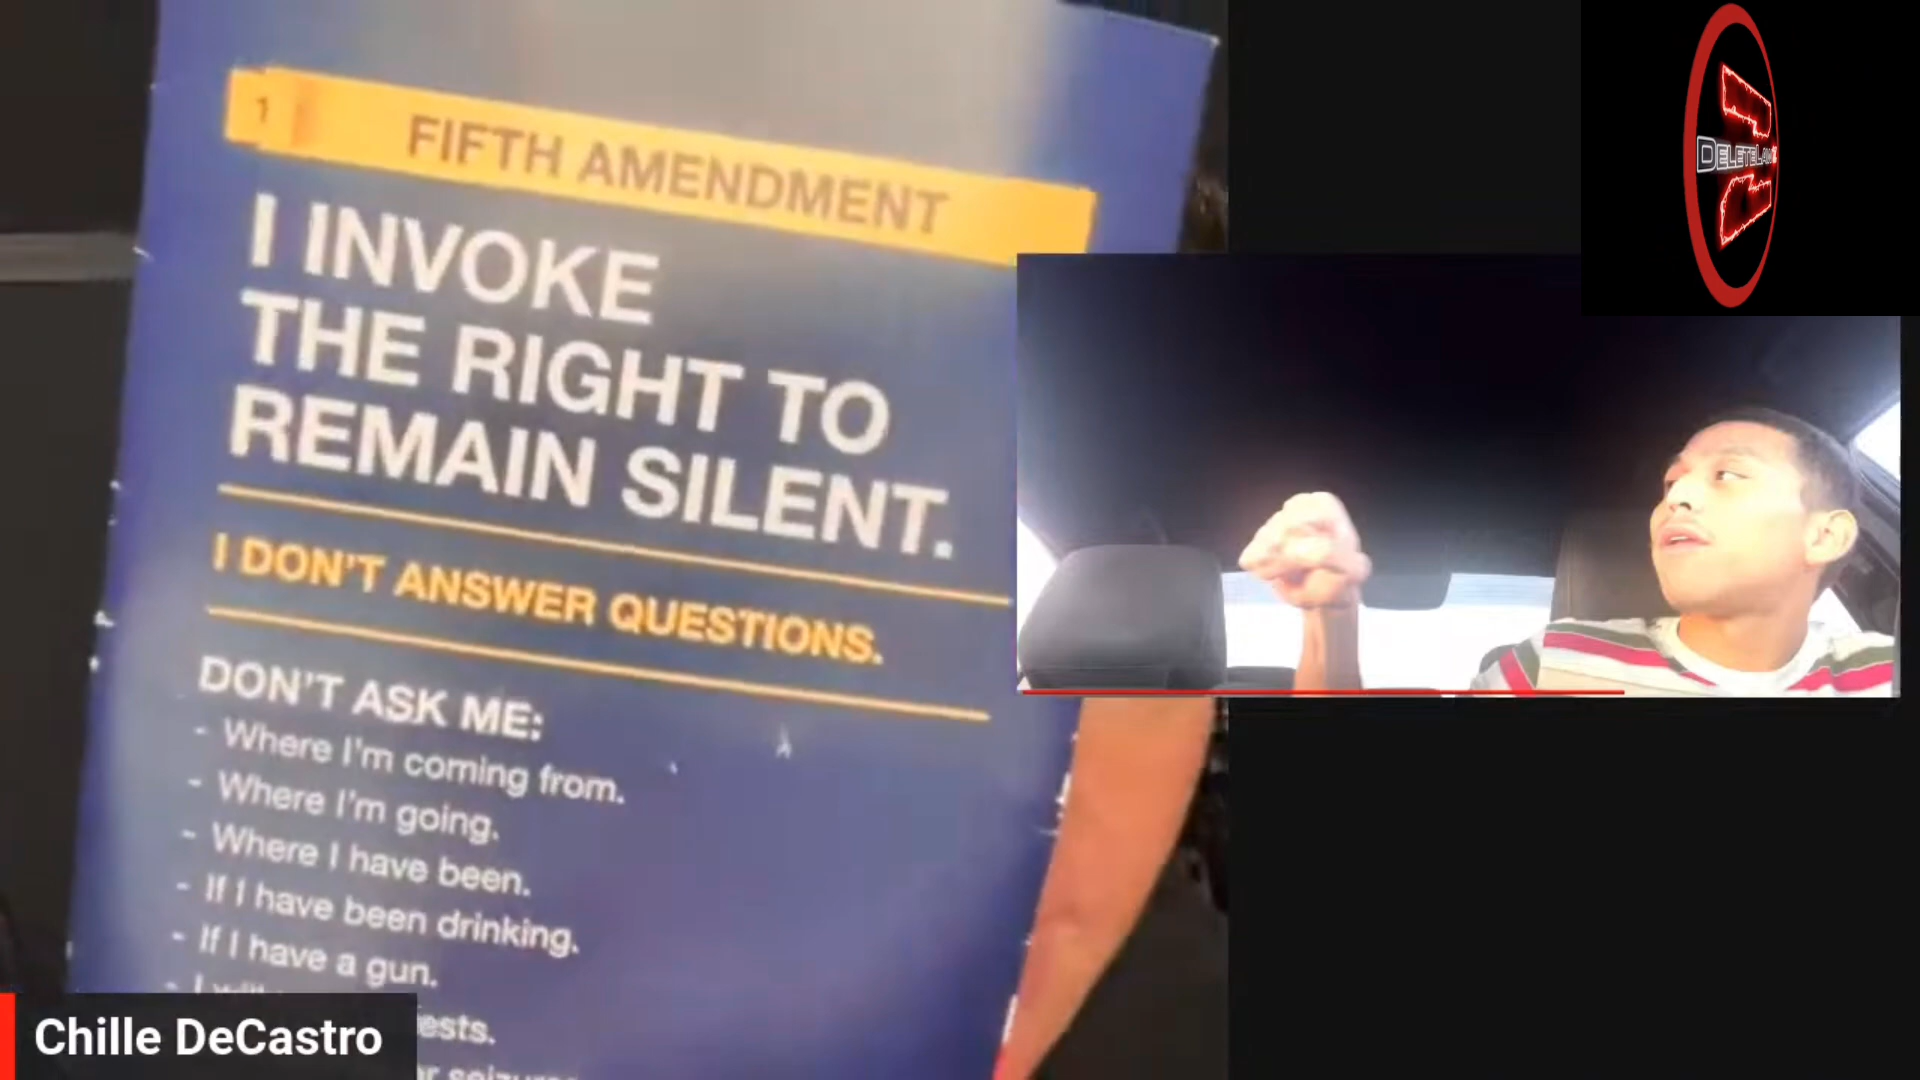 1
FIFTH AMENDMENT
I INVOKE
THE RIGHT TO
REMAIN SILENT.
I DON'T ANSWER QUESTIONS.
DON'T ASK ME:
- Where I'm coming from.
- Where I'm going.
- Where I have been.
- If I have been drinking.
- If I have a gun.
- I
Chille DeCastro